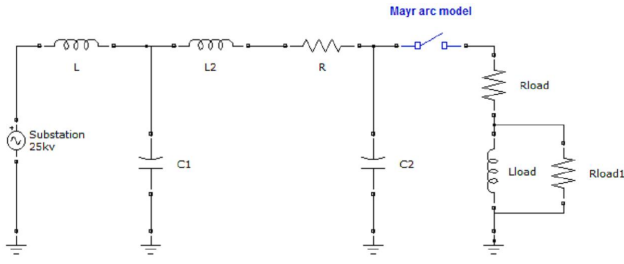 Mayr arc model
L
L2
R
Rload
Substation
25kv
C1
C2
Lload
Rload1